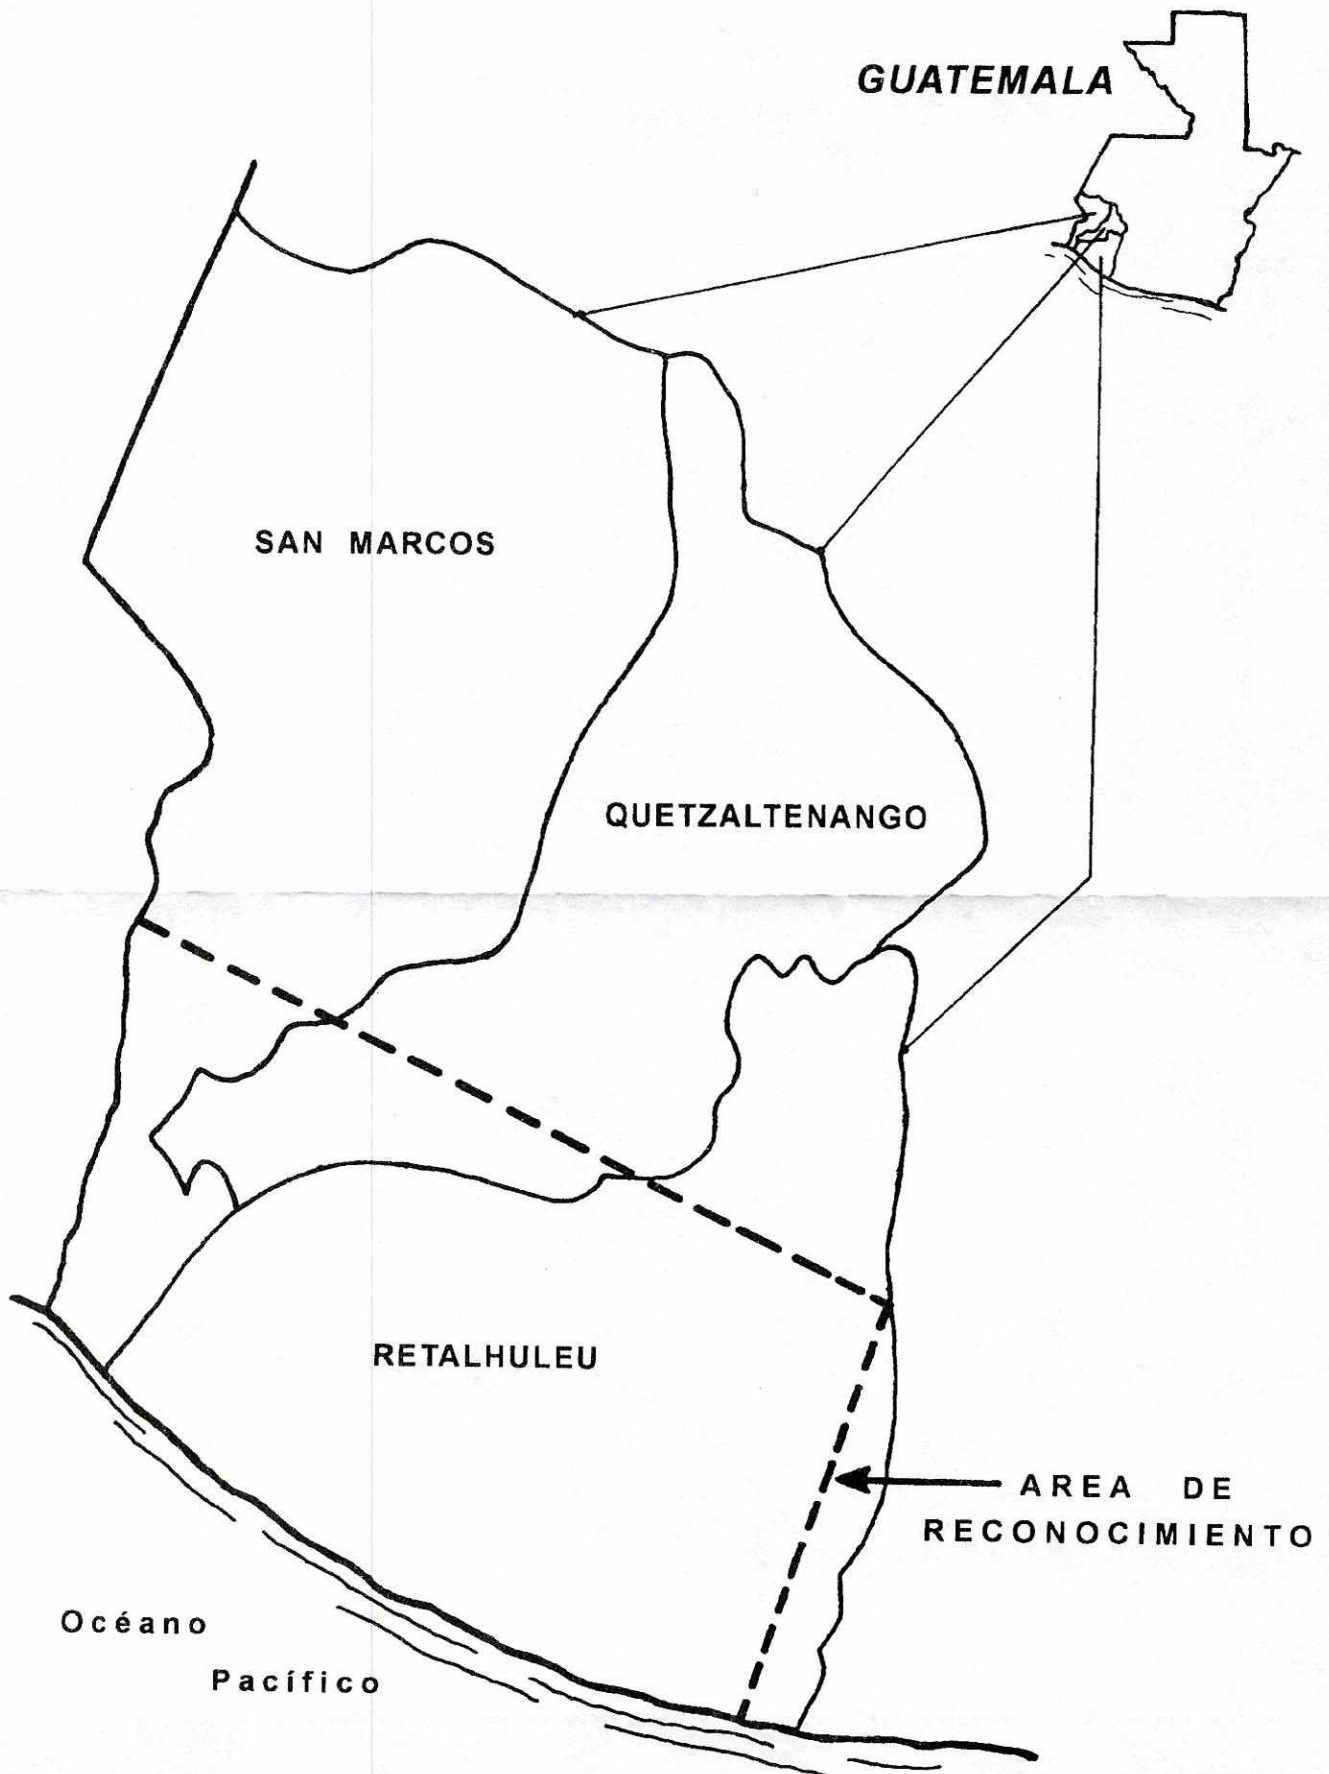 GUATEMALA
SAN MARCOS
QUETZALTENANGO
RETALHULEU
AREA DE
RECONOCIMIENTO
Océano
Pacífico